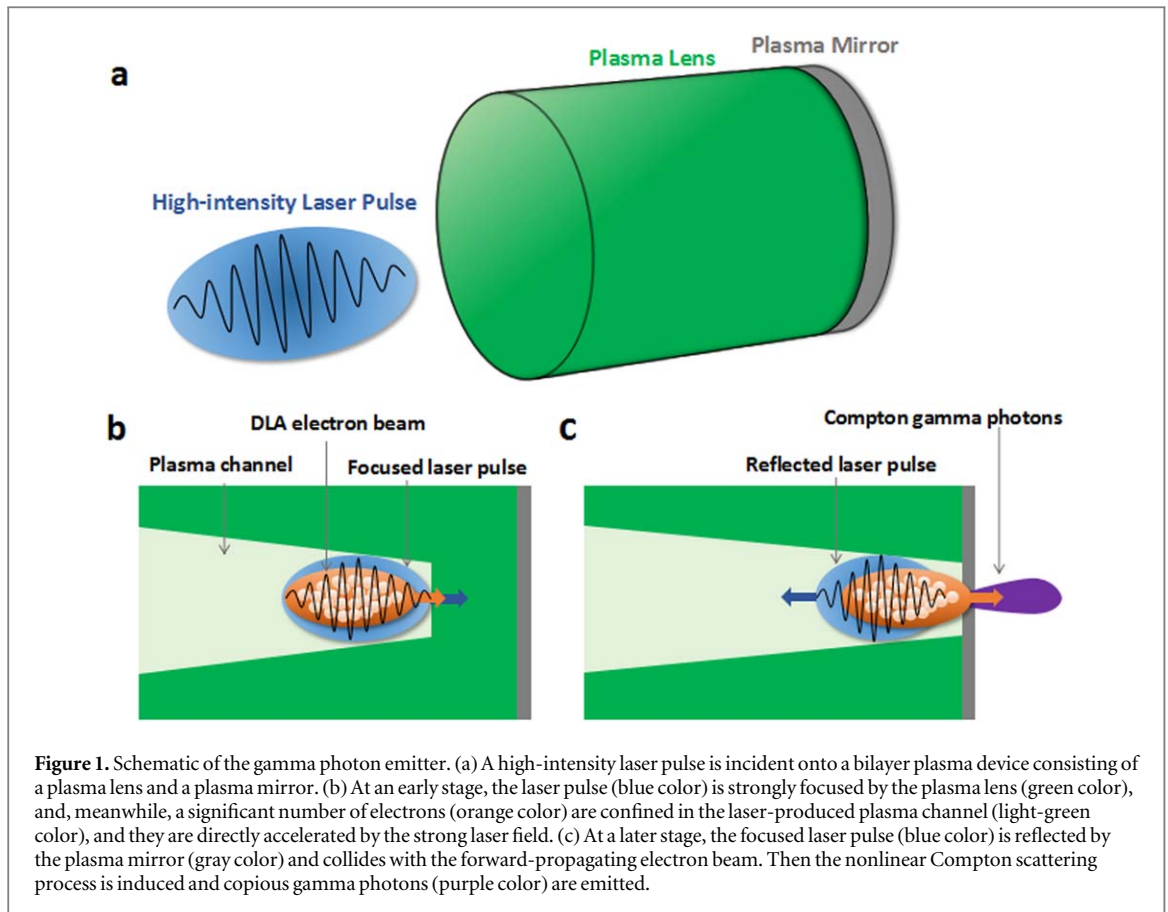 a
Plasma Lens
Plasma Mirror
High-intensity Laser Pulse
b
DLA electron beam
Plasma channel
Focused laser pulse
c
Compton gamma photons
Reflected laser pulse
Figure 1. Schematic of the gamma photon emitter. (a) A high-intensity laser pulse is incident onto a bilayer plasma device consisting of
a plasma lens and a plasma mirror. (b) At an early stage, the laser pulse (blue color) is strongly focused by the plasma lens (green color),
and, meanwhile, a significant number of electrons (orange color) are confined in the laser-produced plasma channel (light-green
color), and they are directly accelerated by the strong laser field. (c) At a later stage, the focused laser pulse (blue color) is reflected by
the plasma mirror (gray color) and collides with the forward-propagating electron beam. Then the nonlinear Compton scattering
process is induced and copious gamma photons (purple color) are emitted.